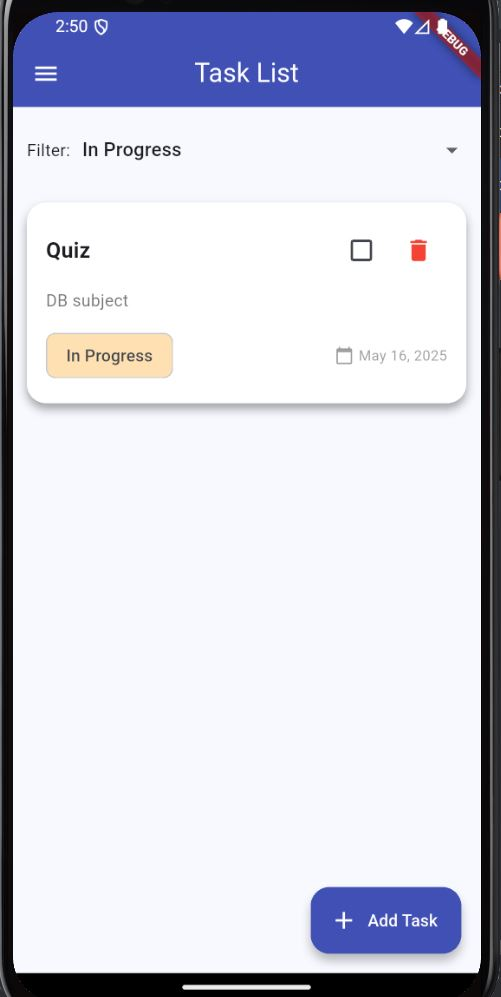 2:50
DEBUG
Task List
Filter: In Progress
Quiz
DB subject
In Progress May 16, 2025
+ Add Task